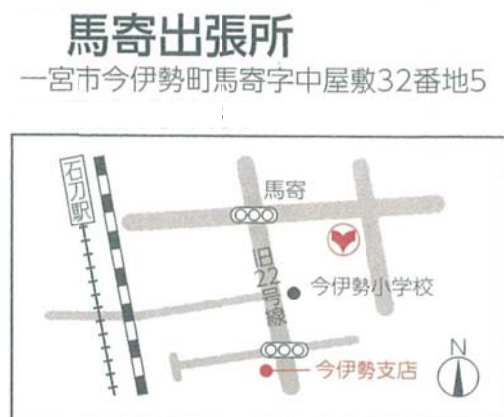 馬寄出張所
一宮市今伊勢町馬寄字中屋敷32番地5
石刀駅
馬寄
旧22号線
今伊勢小学校
今伊勢支店
N